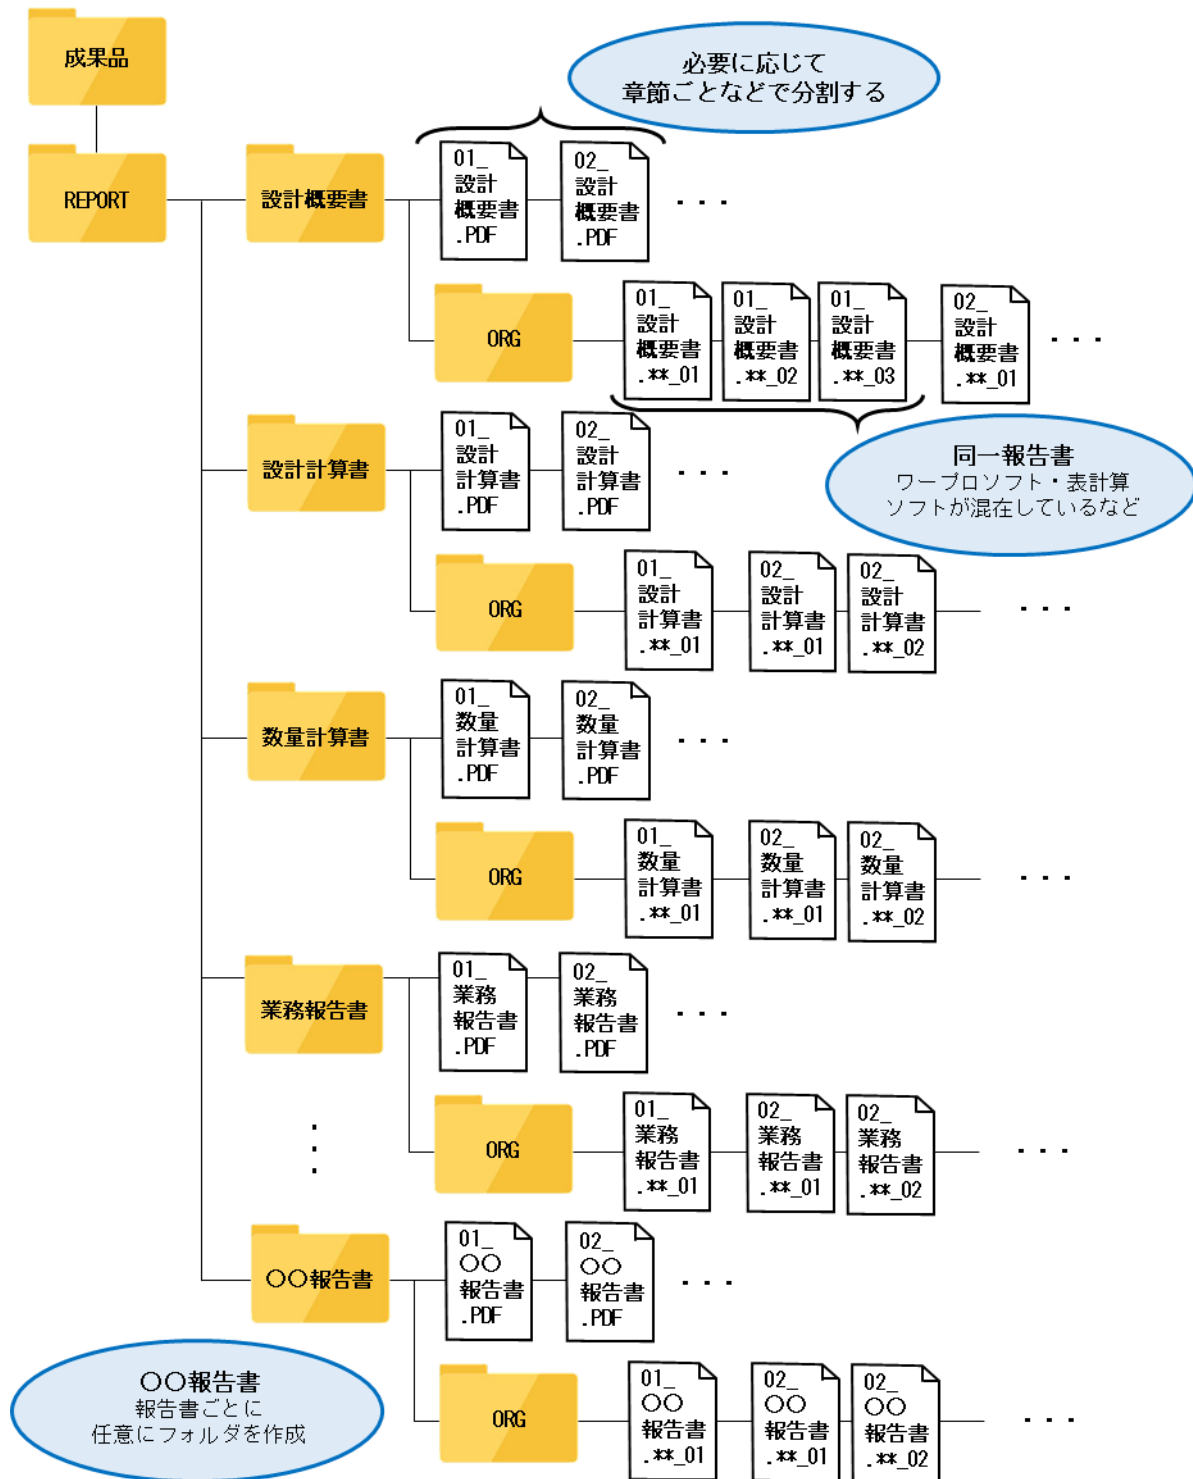 成果品
必要に応じて
章節ごとなどで分割する
REPORT
設計概要書
01_
設計
概要書
.PDF
02_
設計
概要書
.PDF
...
ORG
01_
設計
概要書
.**_01
01_
設計
概要書
.**_02
01_
設計
概要書
.**_03
02_
設計
概要書
.**_01
...
同一報告書
ワープロソフト・表計算
ソフトが混在しているなど
設計計算書
01_
設計
計算書
.PDF
02_
設計
計算書
.PDF
...
ORG
01_
設計
計算書
.**_01
02_
設計
計算書
.**_01
02_
設計
計算書
.**_02
...
数量計算書
01_
数量
計算書
.PDF
02_
数量
計算書
.PDF
...
ORG
01_
数量
計算書
.**_01
02_
数量
計算書
.**_01
02_
数量
計算書
.**_02
...
業務報告書
01_
業務
報告書
.PDF
02_
業務
報告書
.PDF
...
ORG
01_
業務
報告書
.**_01
02_
業務
報告書
.**_01
02_
業務
報告書
.**_02
...
〇〇報告書
01_
〇〇
報告書
.PDF
02_
〇〇
報告書
.PDF
...
ORG
01_
〇〇
報告書
.**_01
02_
〇〇
報告書
.**_01
02_
〇〇
報告書
.**_02
...
〇〇報告書
報告書ごとに
任意にフォルダを作成